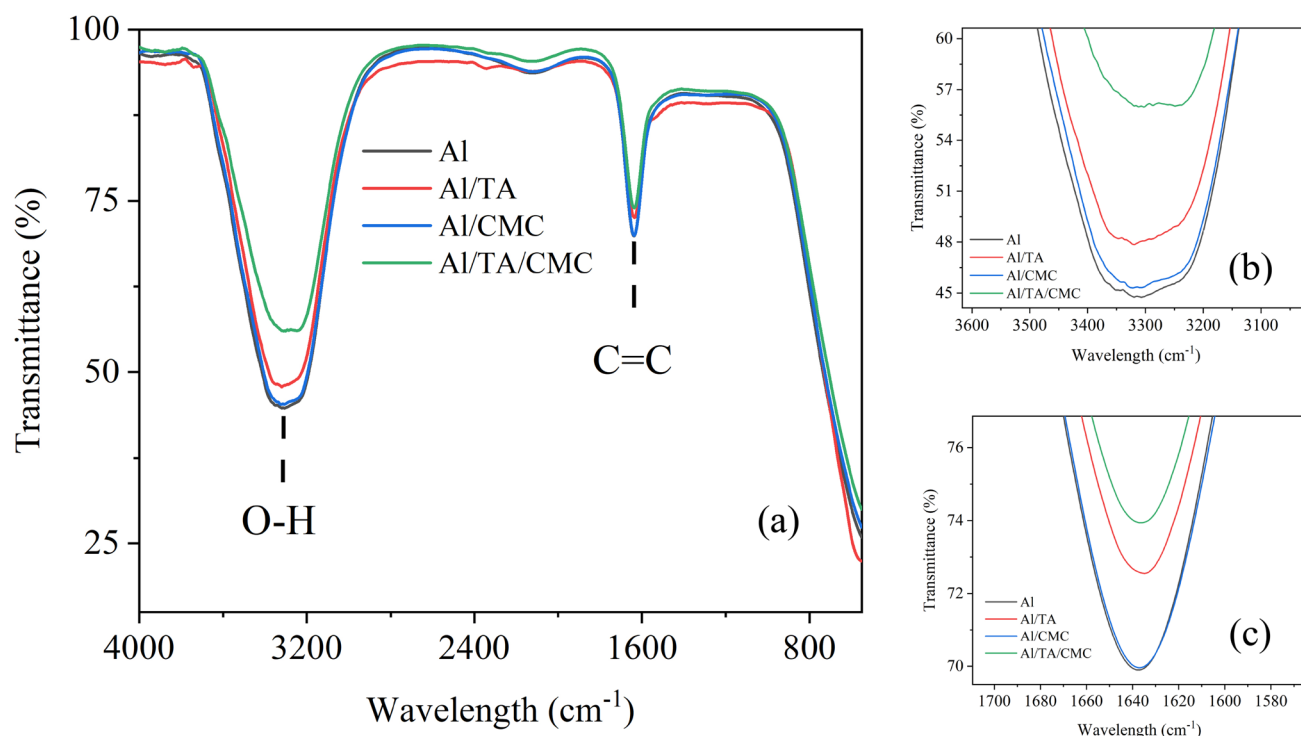 100
75
50
25
Transmittance (%)
Al
Al/TA
Al/CMC
Al/TA/CMC
O-H
C=C
(a)
4000
3200
2400
1600
800
Wavelength (cm-1)
60
57
54
51
48
45
Transmittance (%)
Al
Al/TA
Al/CMC
Al/TA/CMC
(b)
3600
3500
3400
3300
3200
3100
Wavelength (cm-1)
76
74
72
70
Transmittance (%)
Al
Al/TA
Al/CMC
Al/TA/CMC
(c)
1700
1680
1660
1640
1620
1600
1580
Wavelength (cm-1)